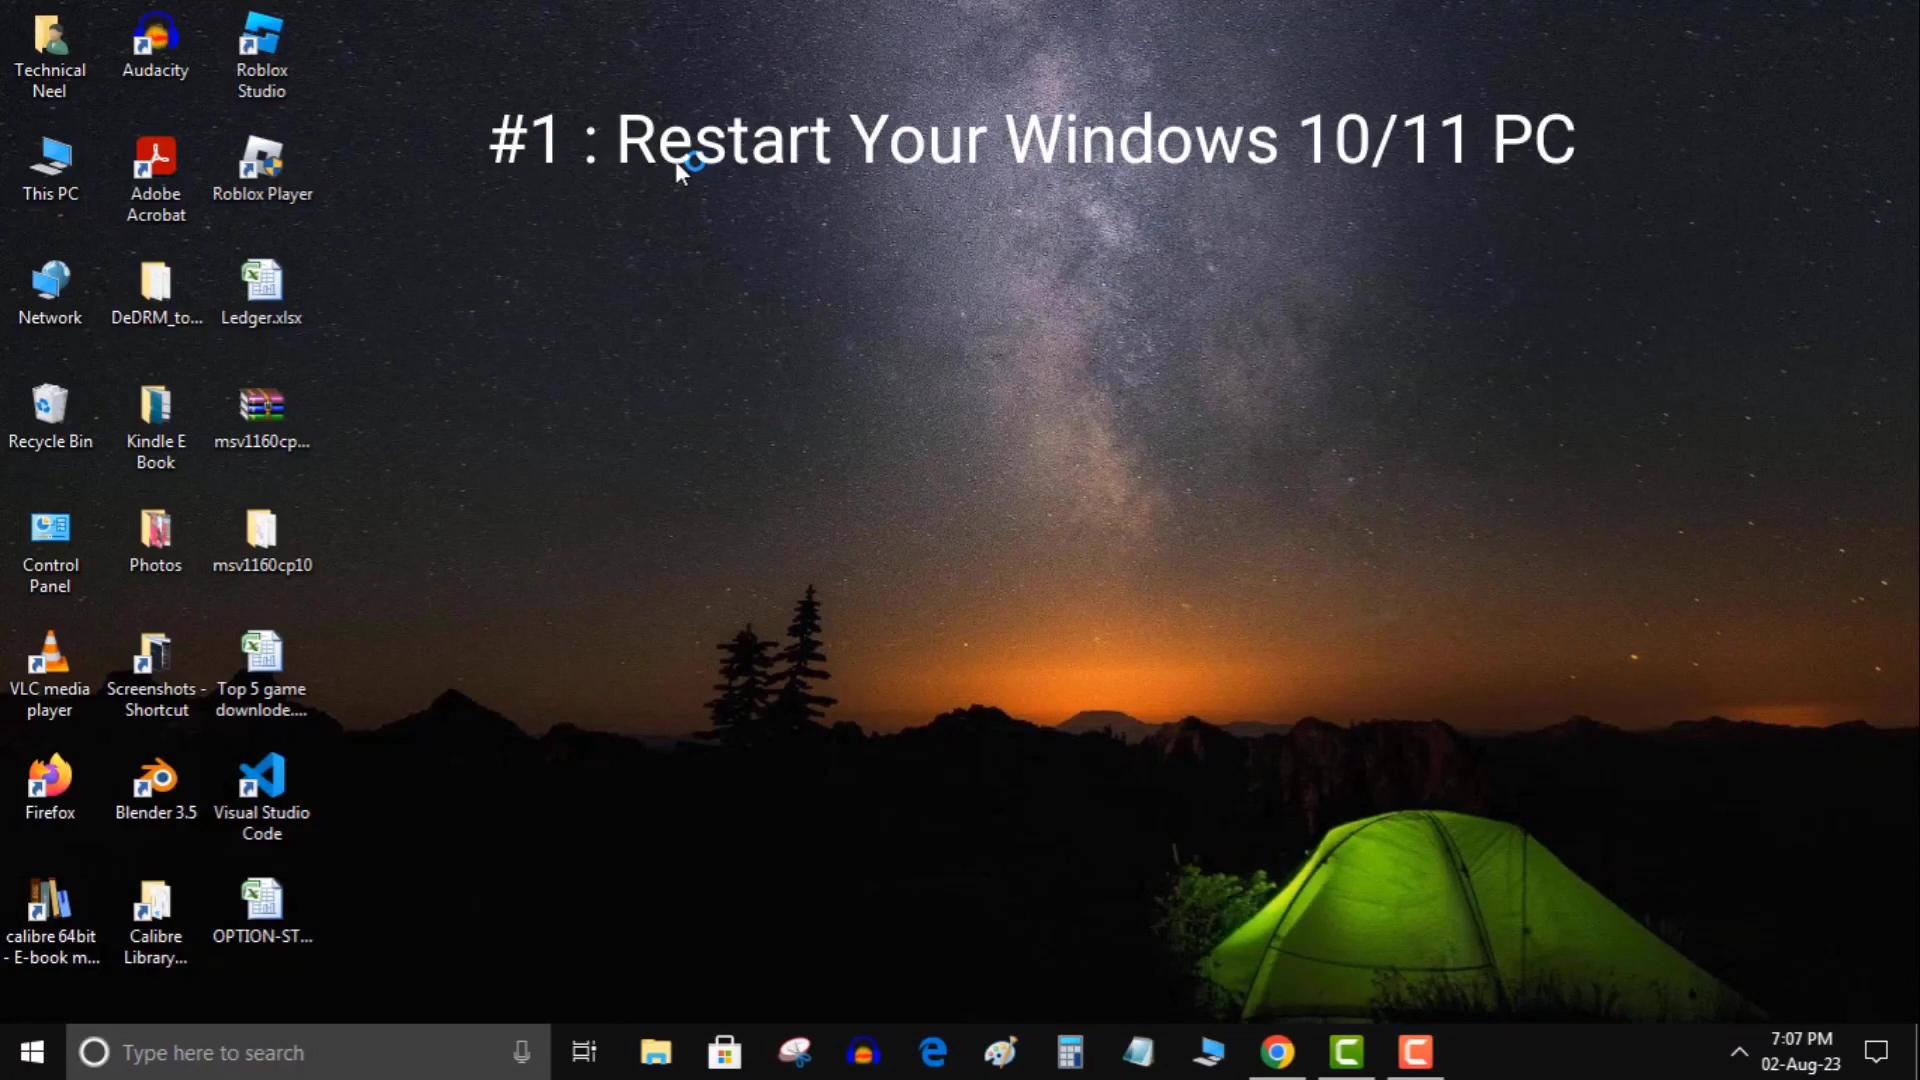 #1 : Restart Your Windows 10/11 PC
Technical
Neel
Audacity
Roblox
Studio
This PC
Adobe
Acrobat
Roblox Player
Network
DeDRM_to...
Ledger.xlsx
Recycle Bin
Kindle E
Book
msv1160cp...
Control
Panel
Photos
msv1160cp10
VLC media
player
Screenshots -
Shortcut
Top 5 game
downlode....
Firefox
Blender 3.5
Visual Studio
Code
calibre 64bit
- E-book m...
Calibre
Library...
OPTION-ST...
Type here to search
7:07 PM
02-Aug-23